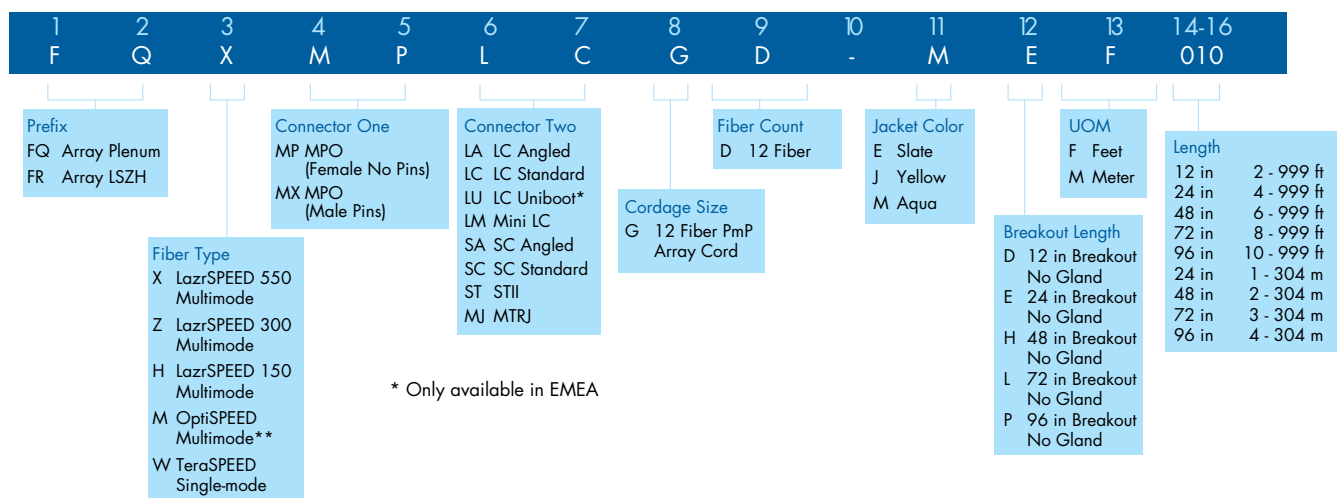 1 2 3 4 5 6 7 8 9 10 11 12 13 14-16
F Q X M P L C G D - M E F 010
Prefix
FQ Array Plenum
FR Array LSZH
Fiber Type
X LazrSPEED 550
Multimode
Z LazrSPEED 300
Multimode
H LazrSPEED 150
Multimode
M OptiSPEED
Multimode**
W TeraSPEED
Single-mode
Connector One
MP MPO
(Female No Pins)
MX MPO
(Male Pins)
Connector Two
LA LC Angled
LC LC Standard
LU LC Uniboot*
LM Mini LC
SA SC Angled
SC SC Standard
ST STII
MJ MTRJ
* Only available in EMEA
Cordage Size
G 12 Fiber PmP
Array Cord
Fiber Count
D 12 Fiber
Jacket Color
E Slate
J Yellow
M Aqua
Breakout Length
D 12 in Breakout
No Gland
E 24 in Breakout
No Gland
H 48 in Breakout
No Gland
L 72 in Breakout
No Gland
P 96 in Breakout
No Gland
UOM
F Feet
M Meter
Length
12 in 2 - 999 ft
24 in 4 - 999 ft
48 in 6 - 999 ft
72 in 8 - 999 ft
96 in 10 - 999 ft
24 in 1 - 304 m
48 in 2 - 304 m
72 in 3 - 304 m
96 in 4 - 304 m